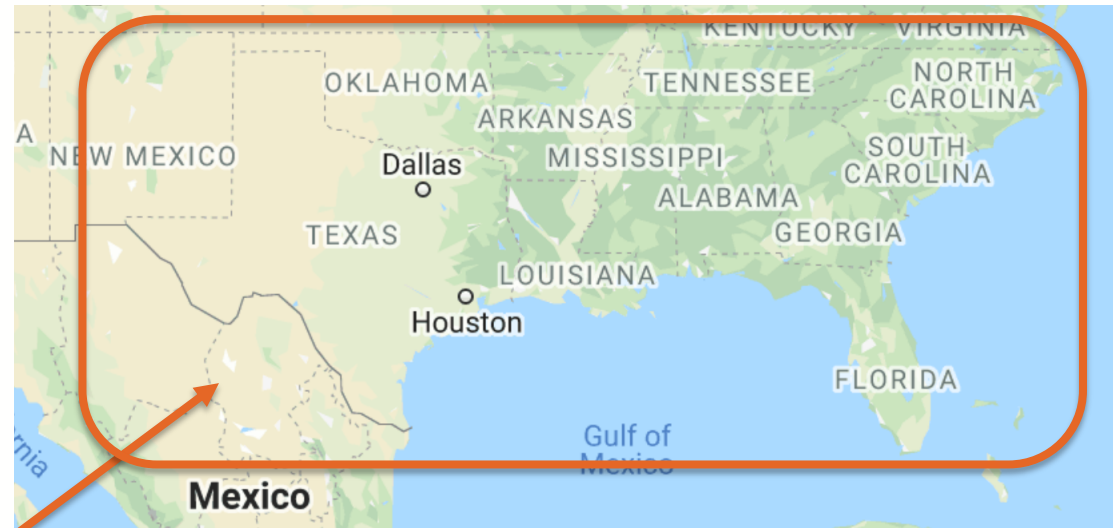 KENTUCKY
VIRGINIA
OKLAHOMA
TENNESSEE
NORTH
CAROLINA
ARKANSAS
A
NEW MEXICO
Dallas
MISSISSIPPI
SOUTH
CAROLINA
ALABAMA
TEXAS
GEORGIA
LOUISIANA
Houston
FLORIDA
Gulf of
Mexico
rnia
Mexico